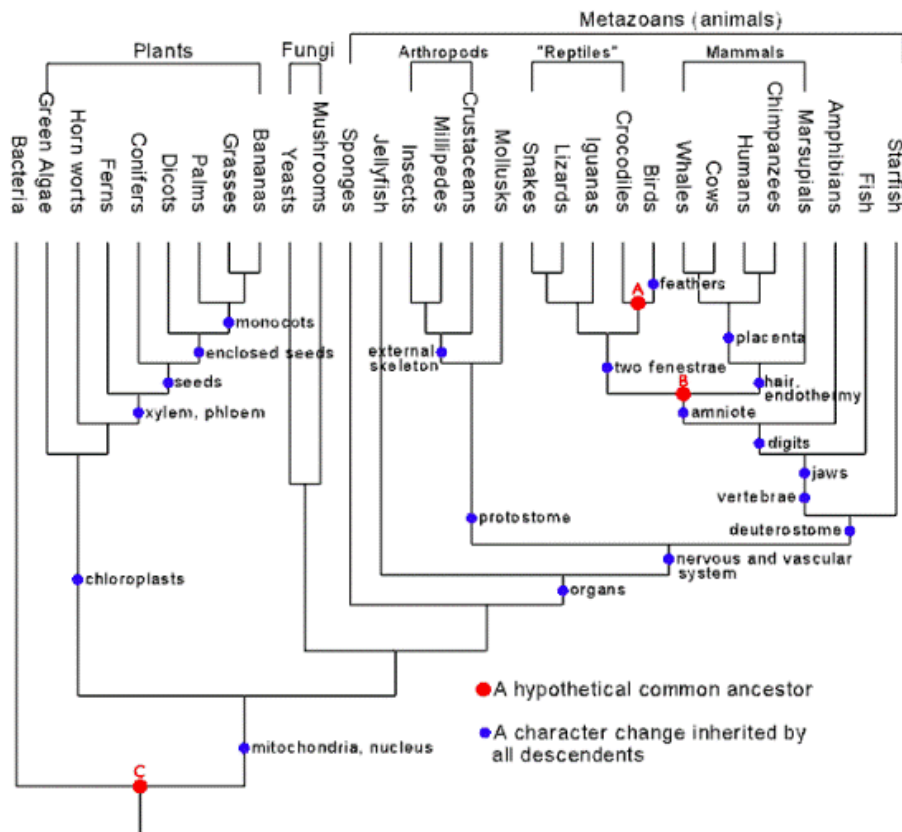 Metazoans (animals)
Plants
Fungi
Arthropods
"Reptiles"
Mammals
Bacteria
Green Algae
Horn worts
Ferns
Conifers
Dicots
Palms
Grasses
Bananas
Yeasts
Mushrooms
Sponges
Jellyfish
Insects
Millipedes
Crustaceans
Mollusks
Snakes
Lizards
Iguanas
Crocodiles
Birds
Whales
Cows
Humans
Chimpanzees
Marsupials
Amphibians
Fish
Starfish
A
feathers
monocots
placenta
enclosed seeds
external
skeleton
two fenestrae
seeds
B
hair,
endothermy
xylem, phloem
amniote
digits
jaws
vertebrae
protostome
deuterostome
nervous and vascular
system
chloroplasts
organs
A hypothetical common ancestor
A character change inherited by
all descendents
mitochondria, nucleus
C